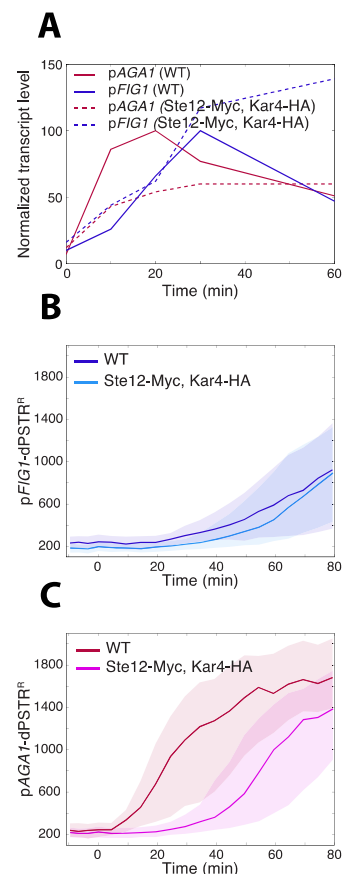 A
150
100
50
0
Normalized transcript level
pAGA1 (WT)
pFIG1 (WT)
pAGA1 (Ste12-Myc, Kar4-HA)
pFIG1 (Ste12-Myc, Kar4-HA)
0 20 40 60
Time (min)
B
1800
1400
1000
600
200
pFIG1-dPSTRᴿ
WT
Ste12-Myc, Kar4-HA
0 20 40 60 80
Time (min)
C
1800
1400
1000
600
200
pAGA1-dPSTRᴿ
WT
Ste12-Myc, Kar4-HA
0 20 40 60 80
Time (min)